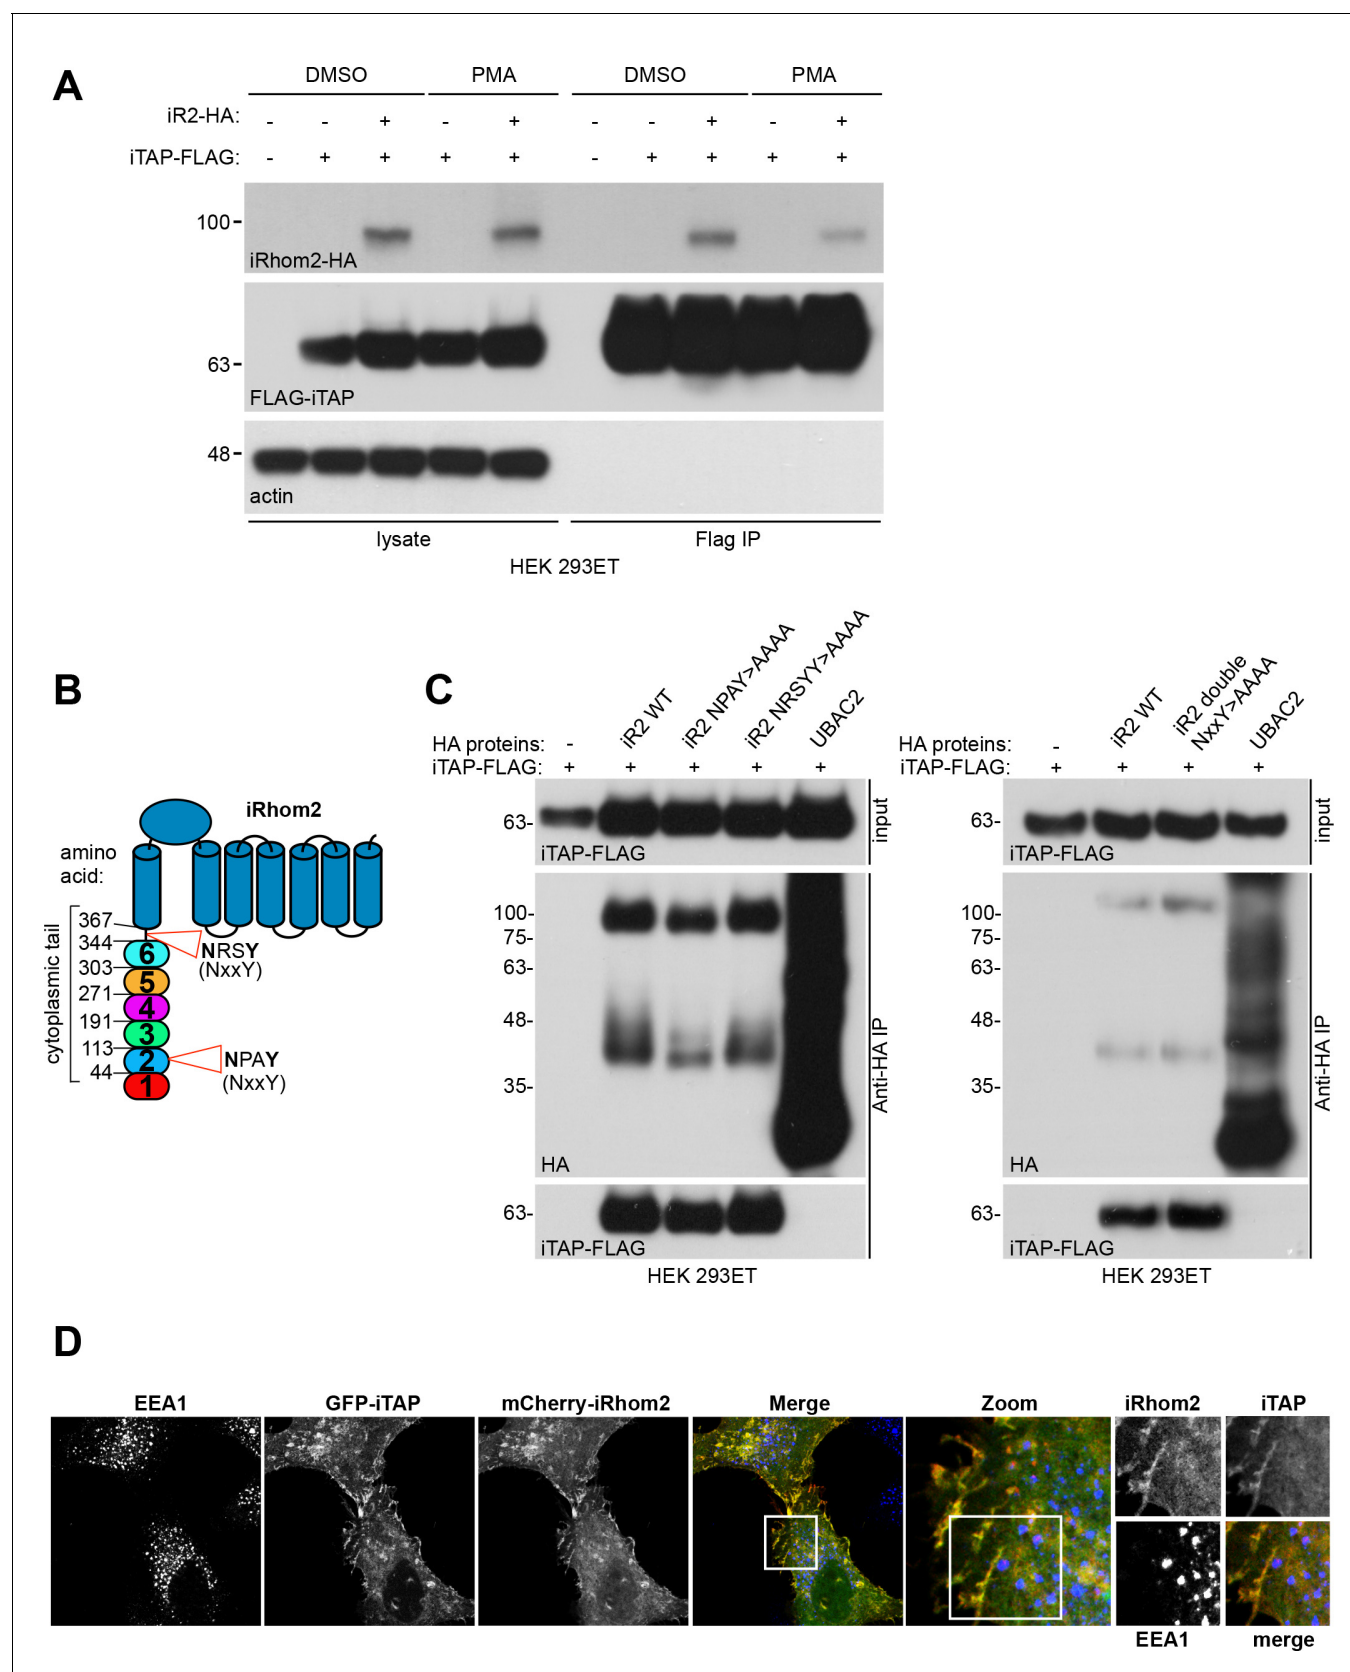 A
DMSO PMA DMSO PMA
iR2-HA: - - + - + - - + - +
iTAP-FLAG: - + + + + - + + + +
100-
iRhom2-HA
63-
FLAG-iTAP
48-
actin
lysate Flag IP
HEK 293ET
B
iRhom2
amino
acid:
cytoplasmic tail
367
344
303
271
191
113
44
6
5
4
3
2
1
NRSY
(NxxY)
NPAY
(NxxY)
C
HA proteins: - iR2 WT iR2 NPAY>AAAA iR2 NRSYY>AAAA UBAC2
iTAP-FLAG: + + + + +
63-
iTAP-FLAG
input
100-
75-
63-
48-
35-
HA
Anti-HA IP
63-
iTAP-FLAG
HEK 293ET
HA proteins: - iR2 WT iR2 double NxxY>AAAA UBAC2
iTAP-FLAG: + + + +
63-
iTAP-FLAG
input
100-
75-
63-
48-
35-
HA
Anti-HA IP
63-
iTAP-FLAG
HEK 293ET
D
EEA1 GFP-iTAP mCherry-iRhom2 Merge Zoom iRhom2 iTAP
EEA1 merge